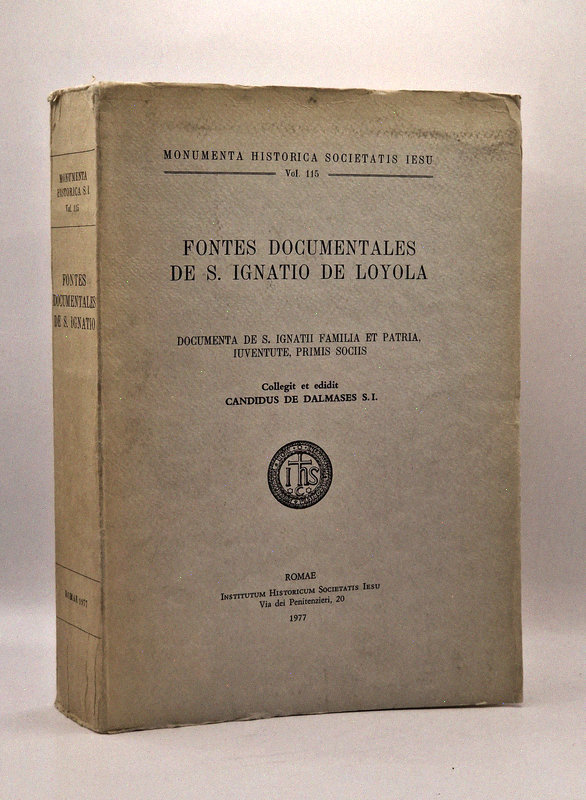 MONUMENTA HISTORICA SOCIETATIS IESU
Vol. 115
FONTES DOCUMENTALES
DE S. IGNATIO DE LOYOLA
DOCUMENTA DE S. IGNATII FAMILIA ET PATRIA,
IUVENTUTE, PRIMIS SOCIIS
Collegit et edidit
CANDIDUS DE DALMASES S.I.
IHS
ROMAE
INSTITUTUM HISTORICUM SOCIETATIS IESU
Via dei Penitenzieri, 20
1977
MONUMENTA
HISTORICA S.I
Vol. 115
FONTES
DOCUMENTALES
DE S. IGNATIO
ROMAE 1977